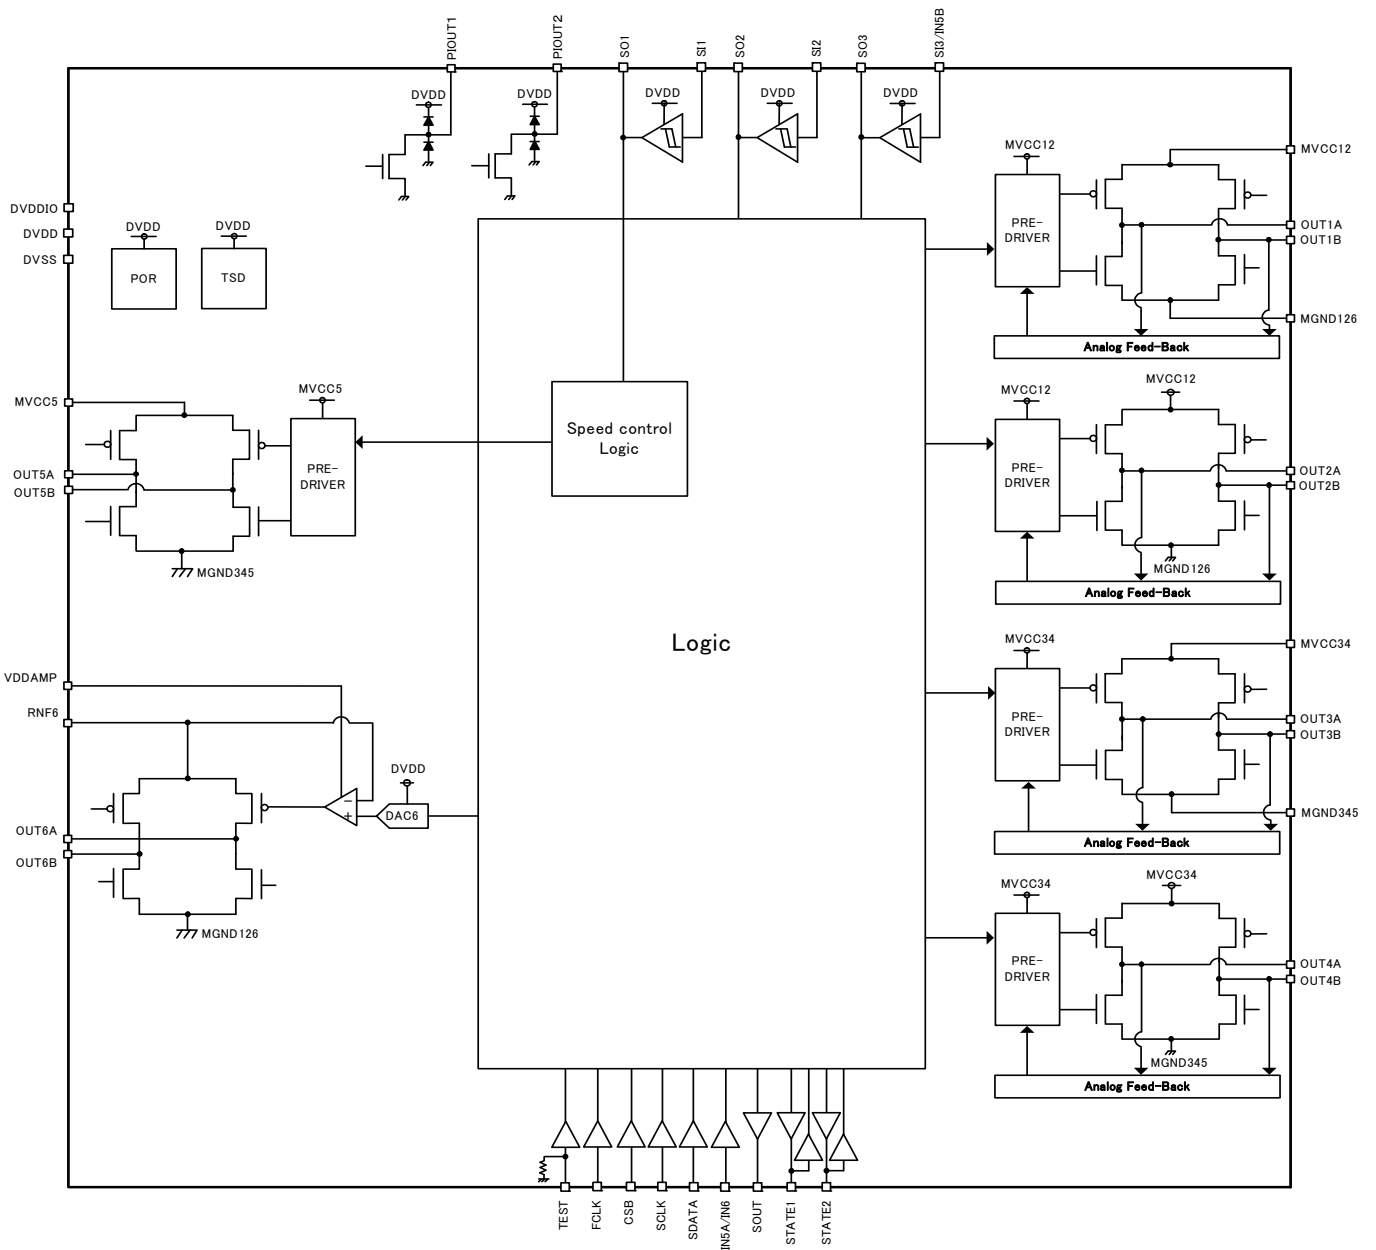 PIOUT1
PIOUT2
SO1
SI1
SO2
SI2
SO3
SI3/IN5B
DVDD
DVDD
DVDD
DVDD
DVDD
DVDDIO
DVDD
DVSS
DVDD
POR
DVDD
TSD
MVCC12
PRE-
DRIVER
MVCC12
OUT1A
OUT1B
MGND126
Analog Feed-Back
MVCC5
OUT5A
OUT5B
MVCC5
PRE-
DRIVER
MGND345
Speed control
Logic
MVCC12
PRE-
DRIVER
MVCC12
OUT2A
OUT2B
MGND126
Analog Feed-Back
Logic
VDDAMP
RNF6
OUT6A
OUT6B
DVDD
DAC6
−
+
MGND126
MVCC34
PRE-
DRIVER
MVCC34
OUT3A
OUT3B
MGND345
Analog Feed-Back
MVCC34
PRE-
DRIVER
MVCC34
OUT4A
OUT4B
MGND345
Analog Feed-Back
TEST
FCLK
CSB
SCLK
SDATA
IN5A/IN6
SOUT
STATE1
STATE2